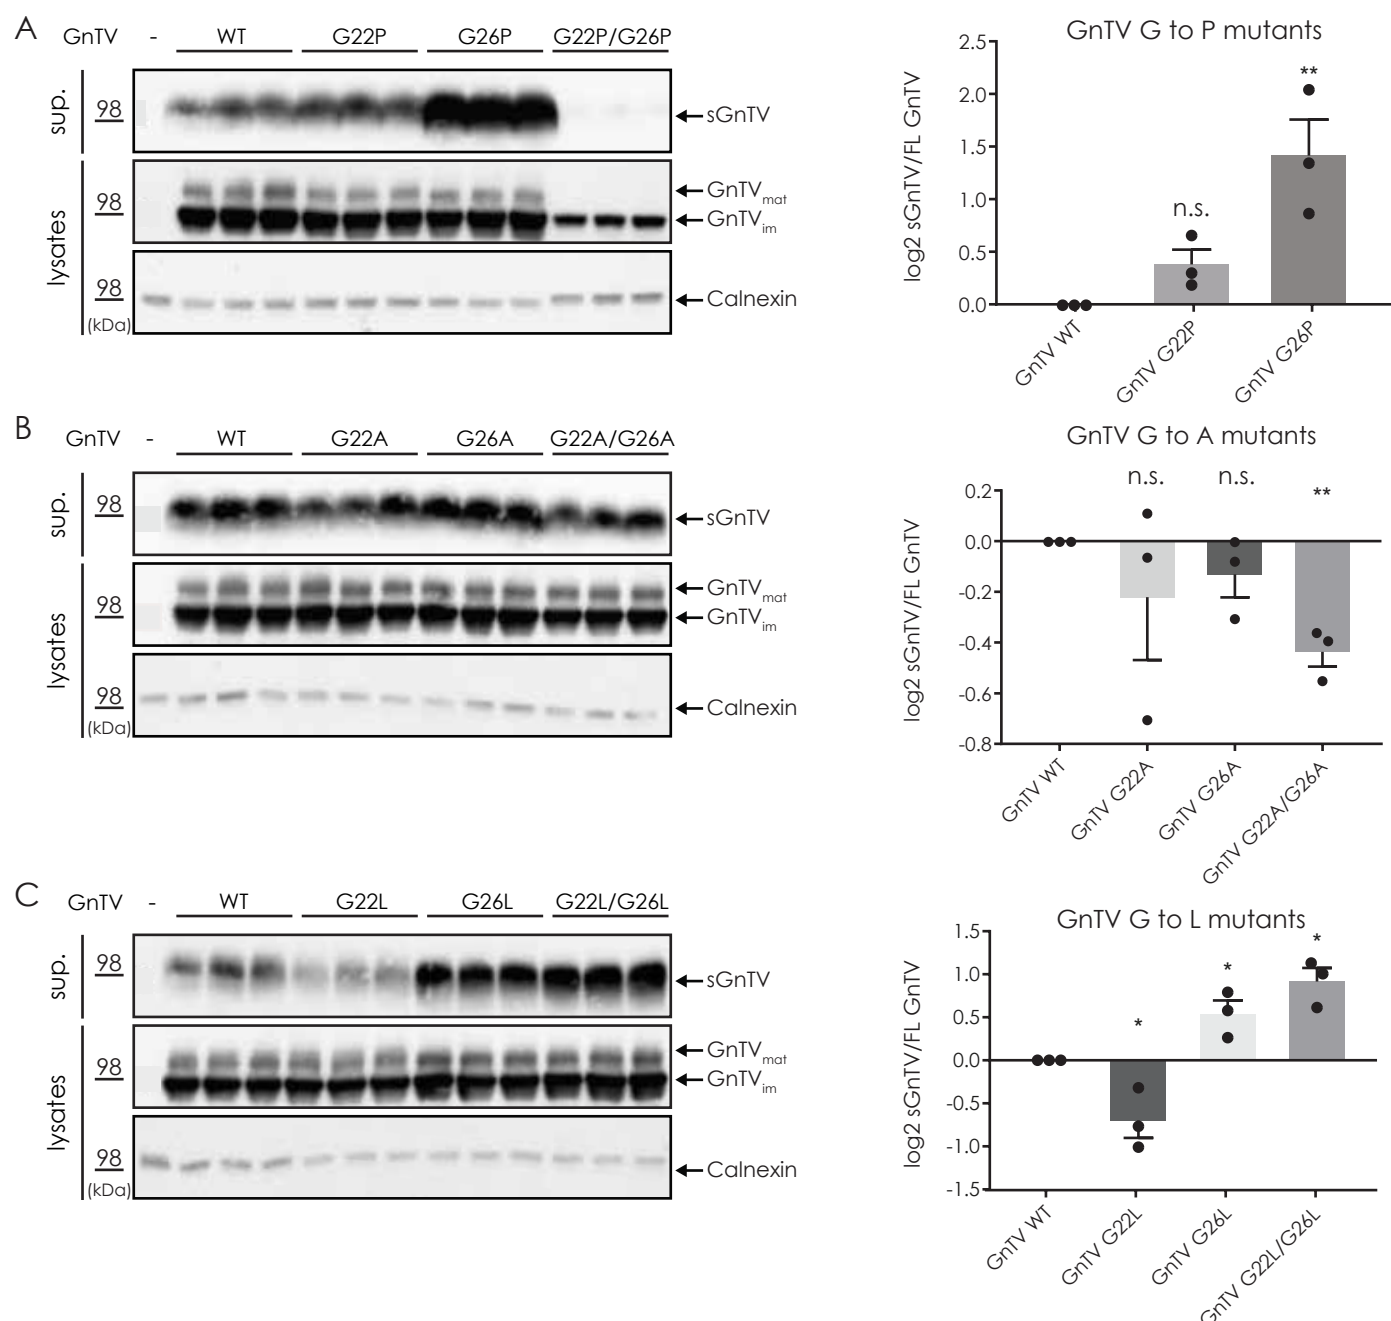 A
GnTV - WT G22P G26P G22P/G26P
sup.
98
sGnTV
lysates
98
GnTVmat
GnTVim
98
(kDa)
Calnexin
GnTV G to P mutants
log2 sGnTV/FL GnTV
2.5
2.0
1.5
1.0
0.5
0.0
n.s.
**
GnTV WT
GnTV G22P
GnTV G26P
B
GnTV - WT G22A G26A G22A/G26A
sup.
98
sGnTV
lysates
98
GnTVmat
GnTVim
98
(kDa)
Calnexin
GnTV G to A mutants
log2 sGnTV/FL GnTV
n.s. n.s. **
0.2
0.0
-0.2
-0.4
-0.6
-0.8
GnTV WT
GnTV G22A
GnTV G26A
GnTV G22A/G26A
C
GnTV - WT G22L G26L G22L/G26L
sup.
98
sGnTV
lysates
98
GnTVmat
GnTVim
98
(kDa)
Calnexin
GnTV G to L mutants
log2 sGnTV/FL GnTV
1.5
1.0
0.5
0.0
-0.5
-1.0
-1.5
*
*
*
GnTV WT
GnTV G22L
GnTV G26L
GnTV G22L/G26L